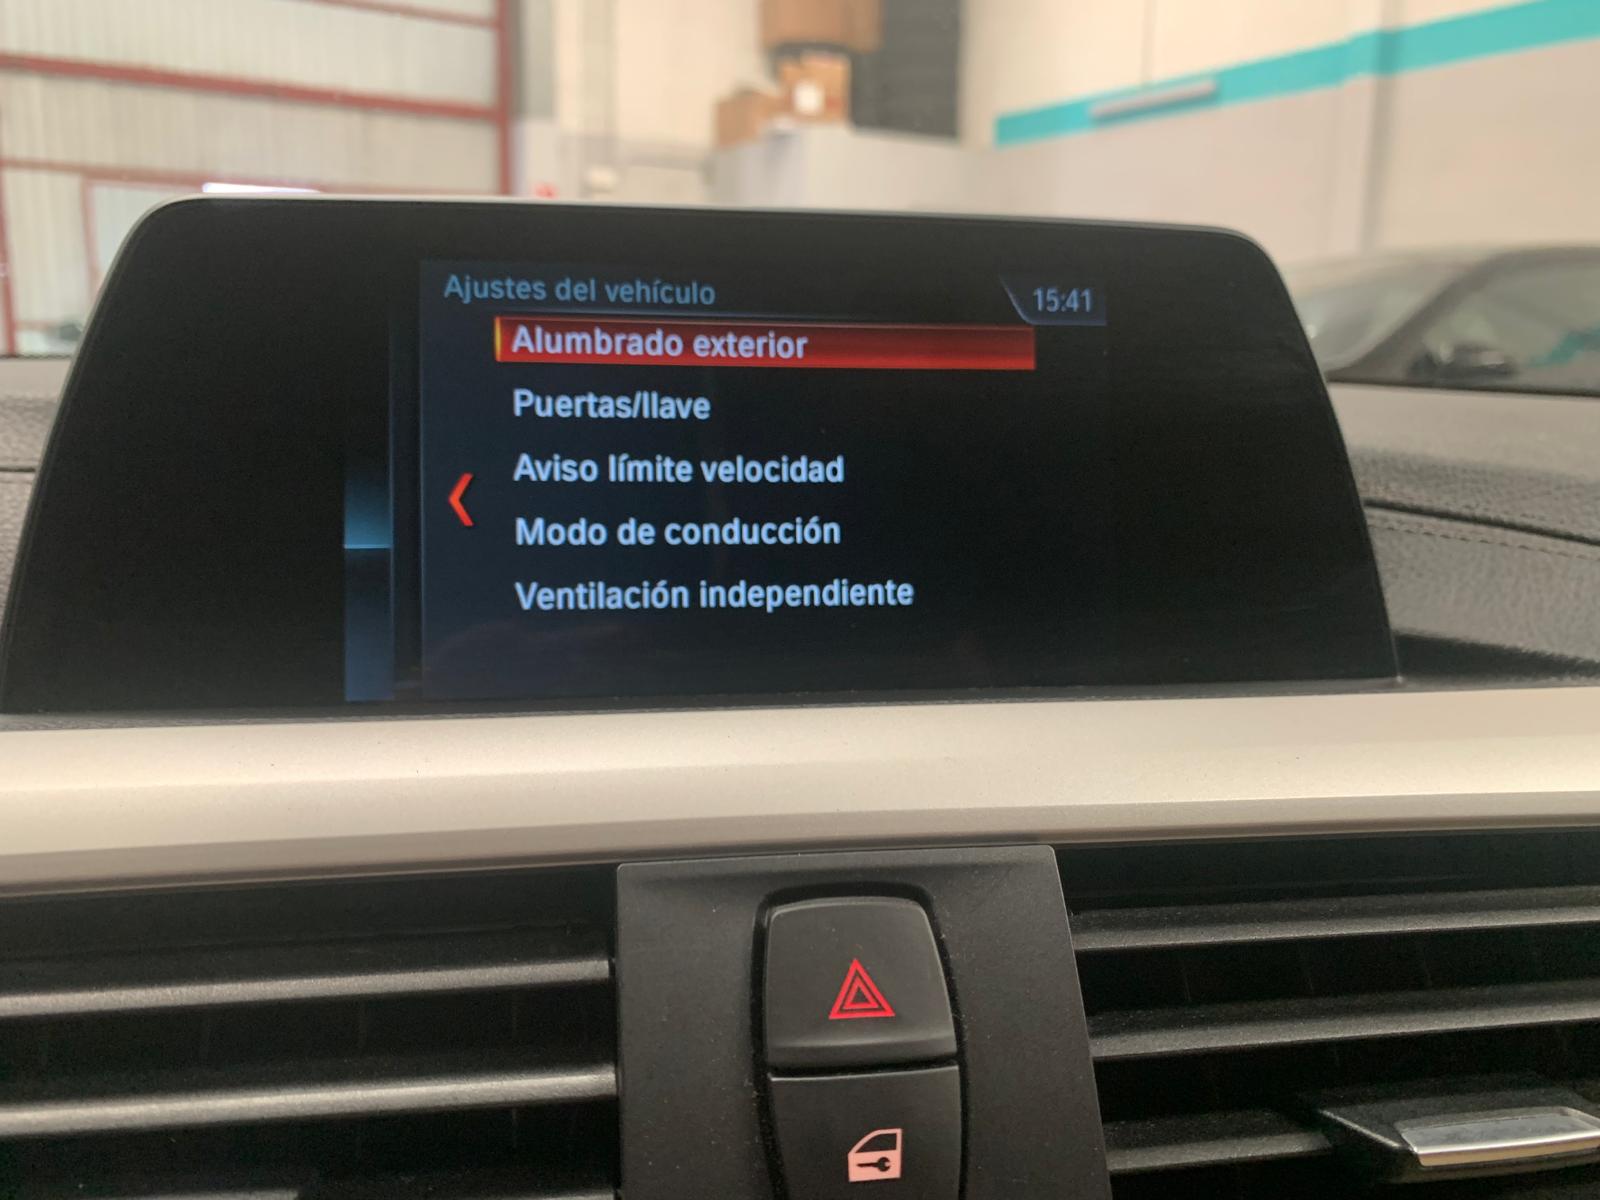 Ajustes del vehículo
15:41
Alumbrado exterior
Puertas/llave
Aviso límite velocidad
Modo de conducción
Ventilación independiente